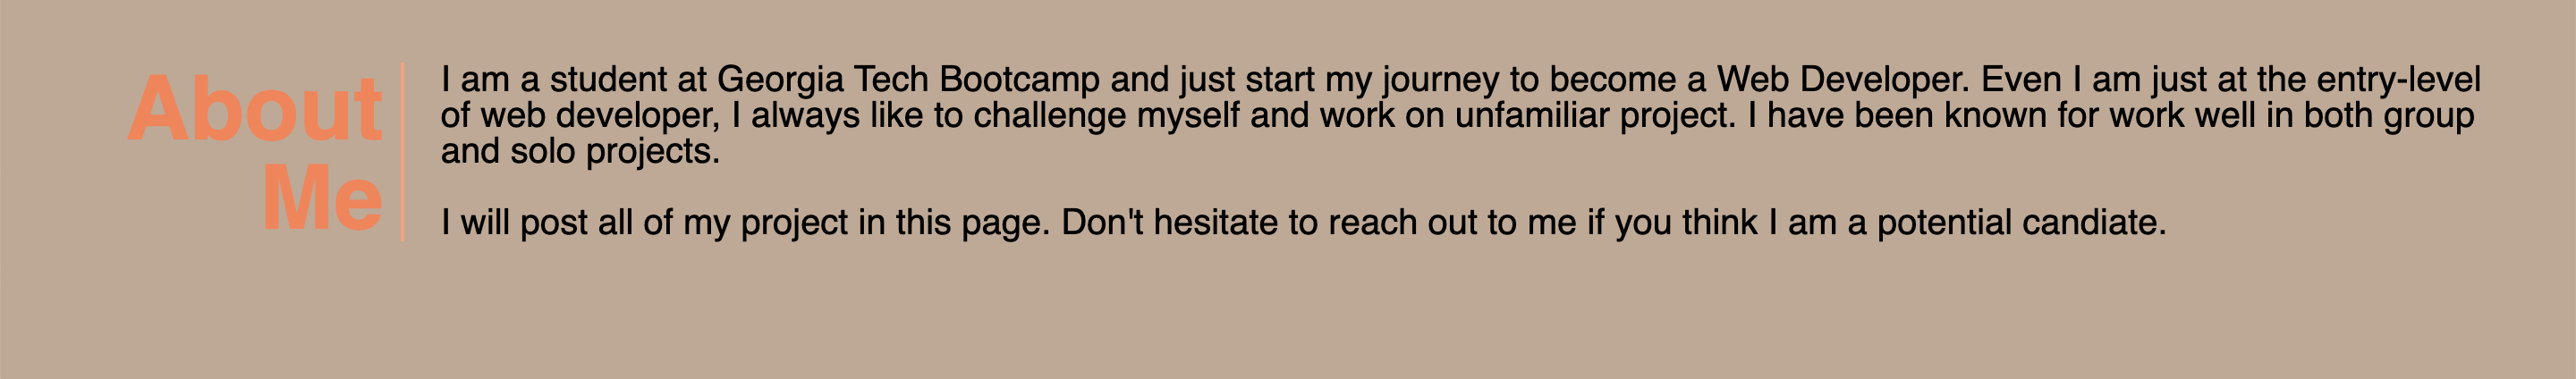 About
Me
I am a student at Georgia Tech Bootcamp and just start my journey to become a Web Developer. Even I am just at the entry-level
of web developer, I always like to challenge myself and work on unfamiliar project. I have been known for work well in both group
and solo projects.
I will post all of my project in this page. Don't hesitate to reach out to me if you think I am a potential candiate.